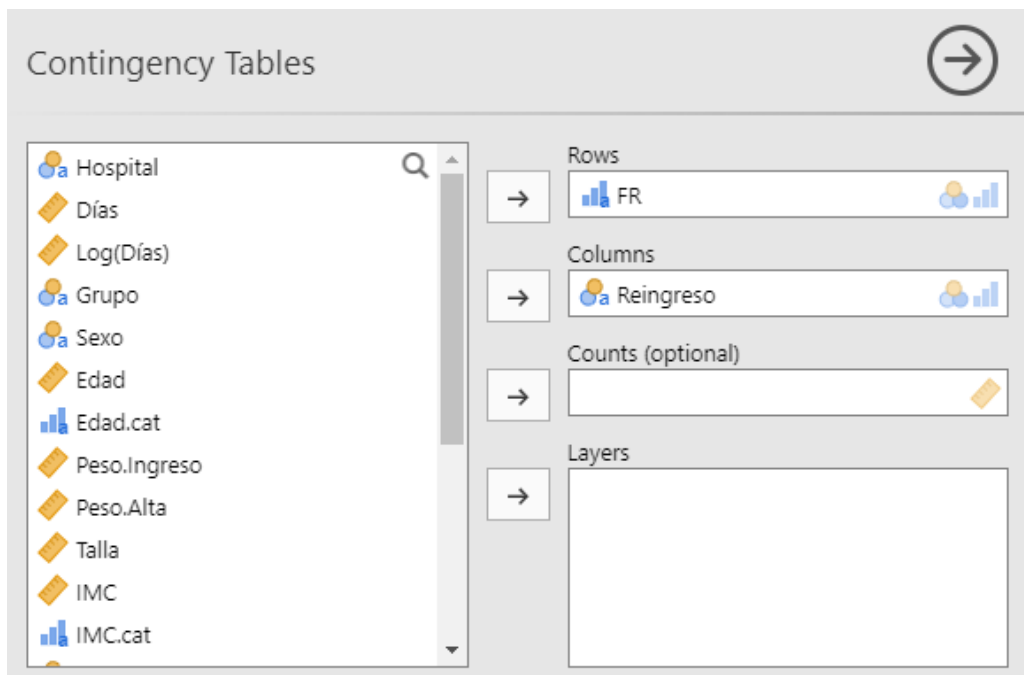 Contingency Tables
Hospital
Días
Log(Días)
Grupo
Sexo
Edad
Edad.cat
Peso.Ingreso
Peso.Alta
Talla
IMC
IMC.cat
Rows
FR
Columns
Reingreso
Counts (optional)
Layers